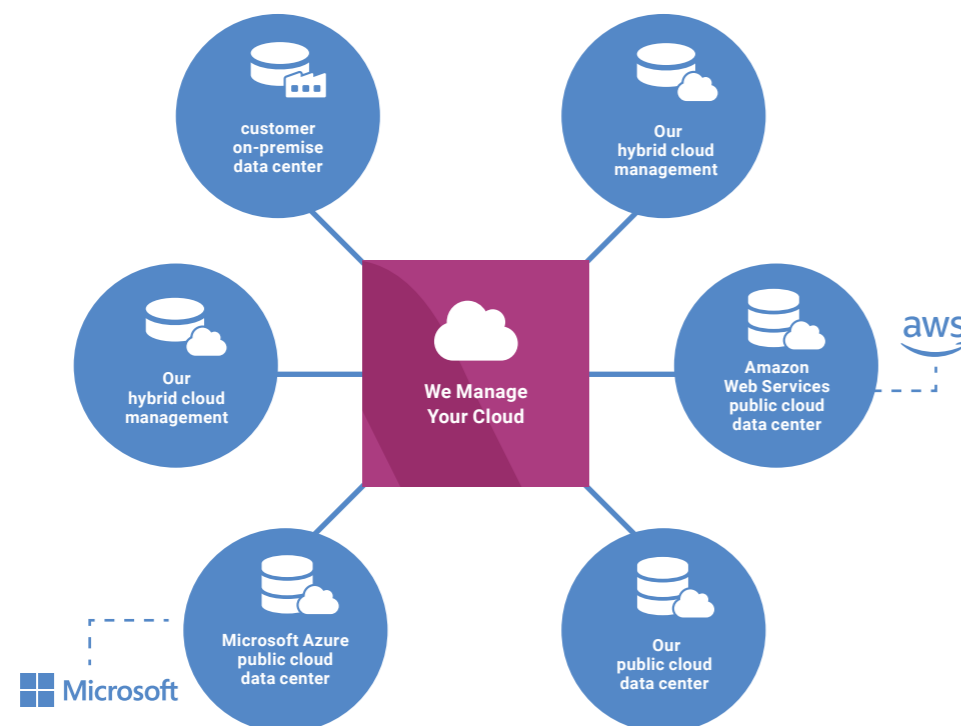 customer
on-premise
data center
Our
hybrid cloud
management
Our
hybrid cloud
management
We Manage
Your Cloud
Amazon
Web Services
public cloud
data center
aws
Microsoft Azure
public cloud
data center
Microsoft
Our
public cloud
data center